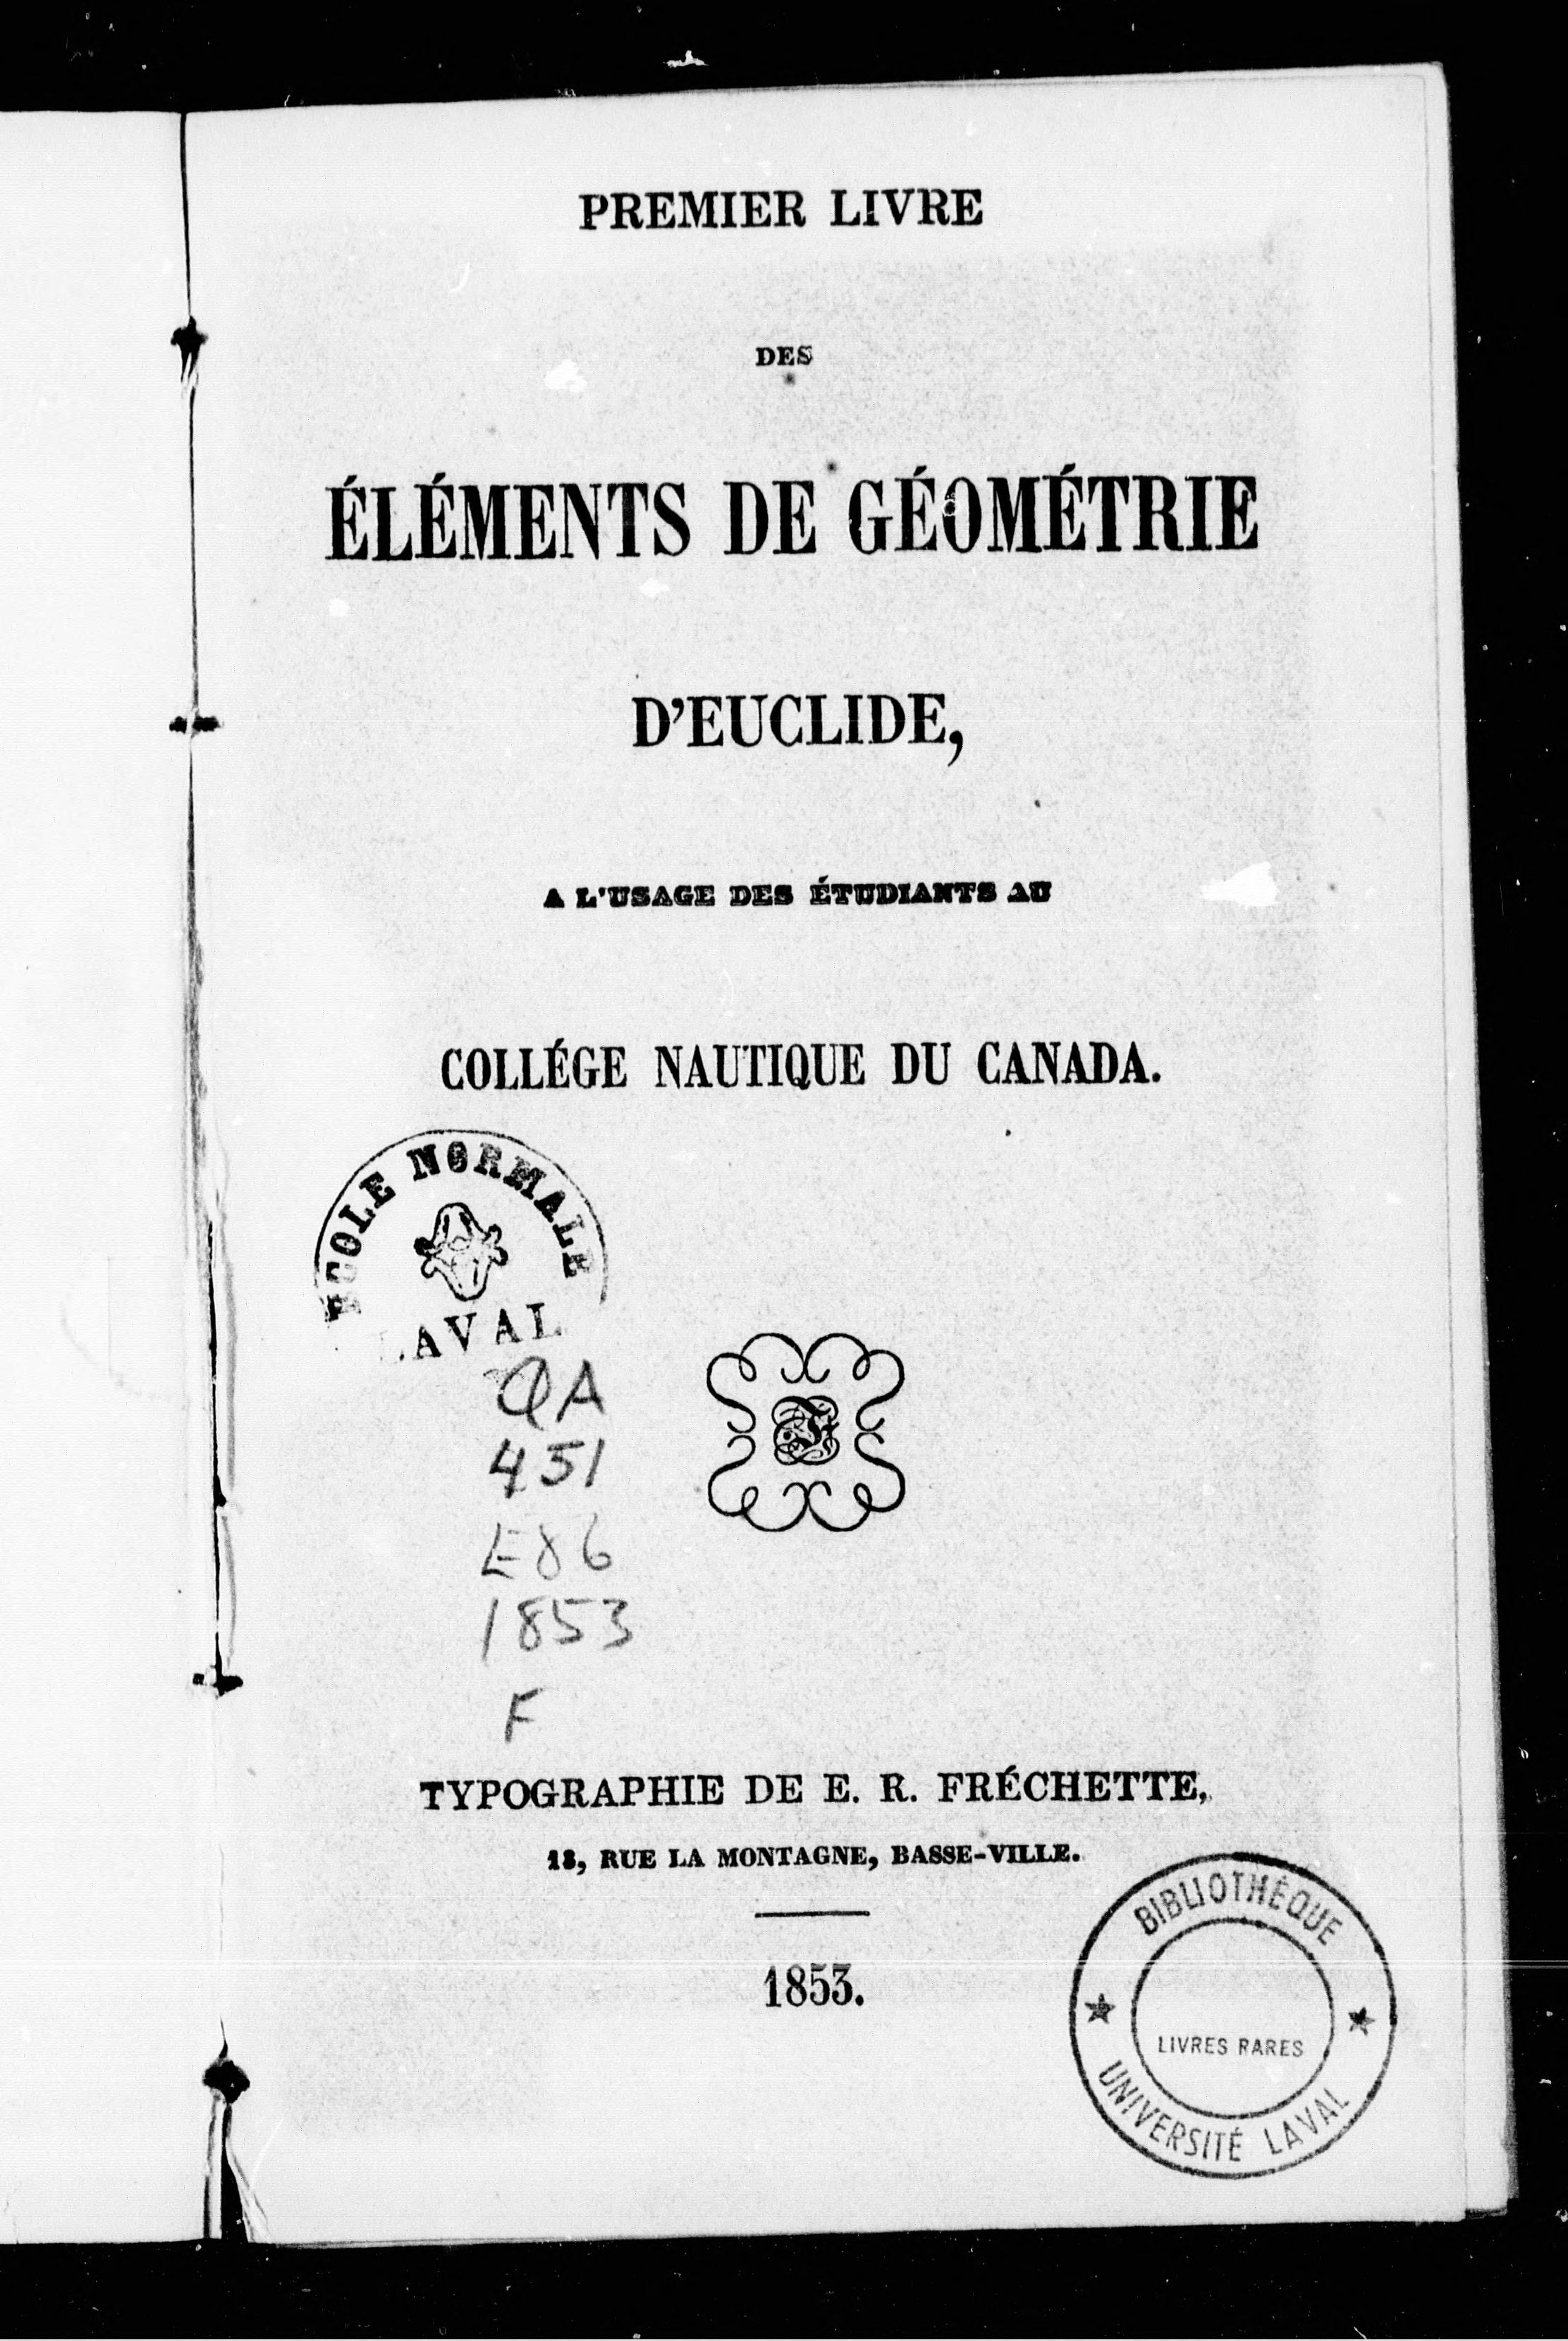 PREMIER LIVRE
DES
ÉLÉMENTS DE GÉOMÉTRIE
D'EUCLIDE,
A L'USAGE DES ÉTUDIANTS AU
COLLÉGE NAUTIQUE DU CANADA.
ECOLE NORMALE
LAVAL
QA
451
E86
1853
F
TYPOGRAPHIE DE E. R. FRÉCHETTE,
13, RUE LA MONTAGNE, BASSE-VILLE.
1853.
BIBLIOTHÈQUE
LIVRES RARES
UNIVERSITÉ LAVAL